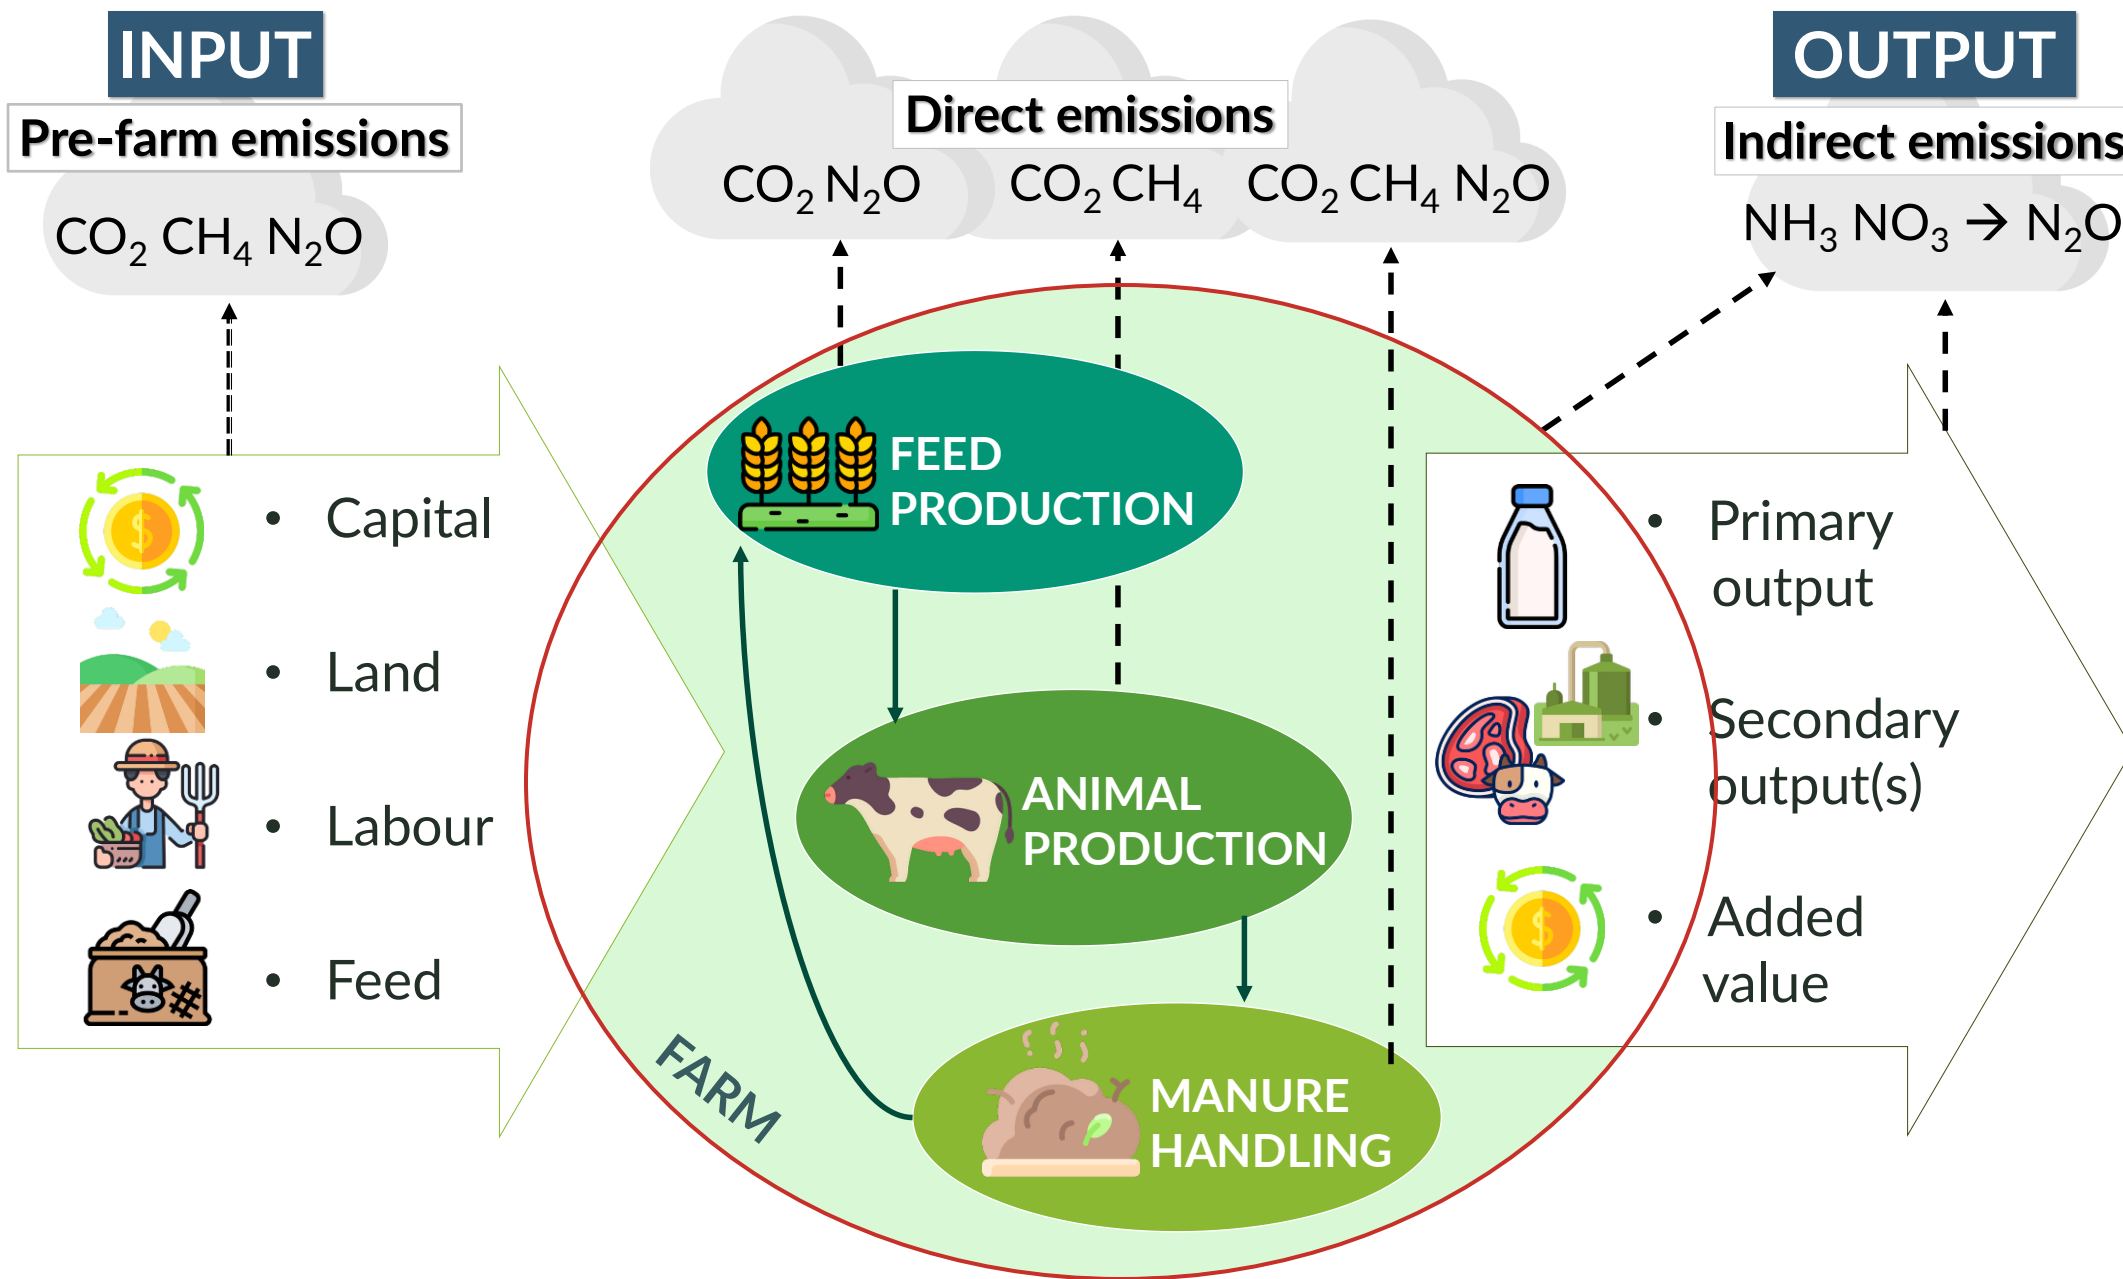 INPUT
Pre-farm emissions
CO₂ CH₄ N₂O
Direct emissions
CO₂ N₂O
CO₂ CH₄
CO₂ CH₄ N₂O
OUTPUT
Indirect emissions
NH₃ NO₃ → N₂O
• Capital
• Land
• Labour
• Feed
FEED
PRODUCTION
ANIMAL
PRODUCTION
MANURE
HANDLING
FARM
• Primary
output
• Secondary
output(s)
• Added
value